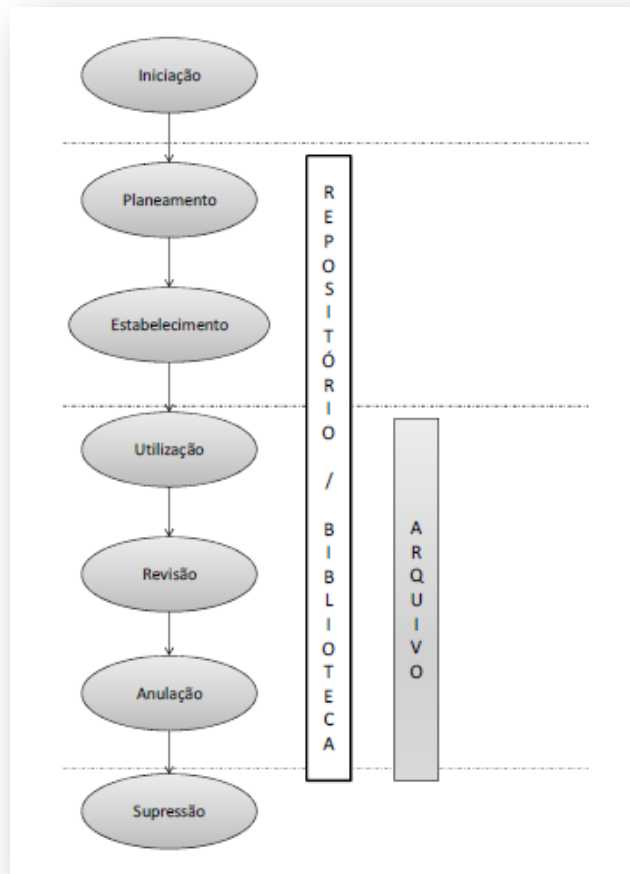 Iniciação
Planeamento
Estabelecimento
Utilização
Revisão
Anulação
Supressão
REPOSITÓRIO / BIBLIOTECA
ARQUIVO